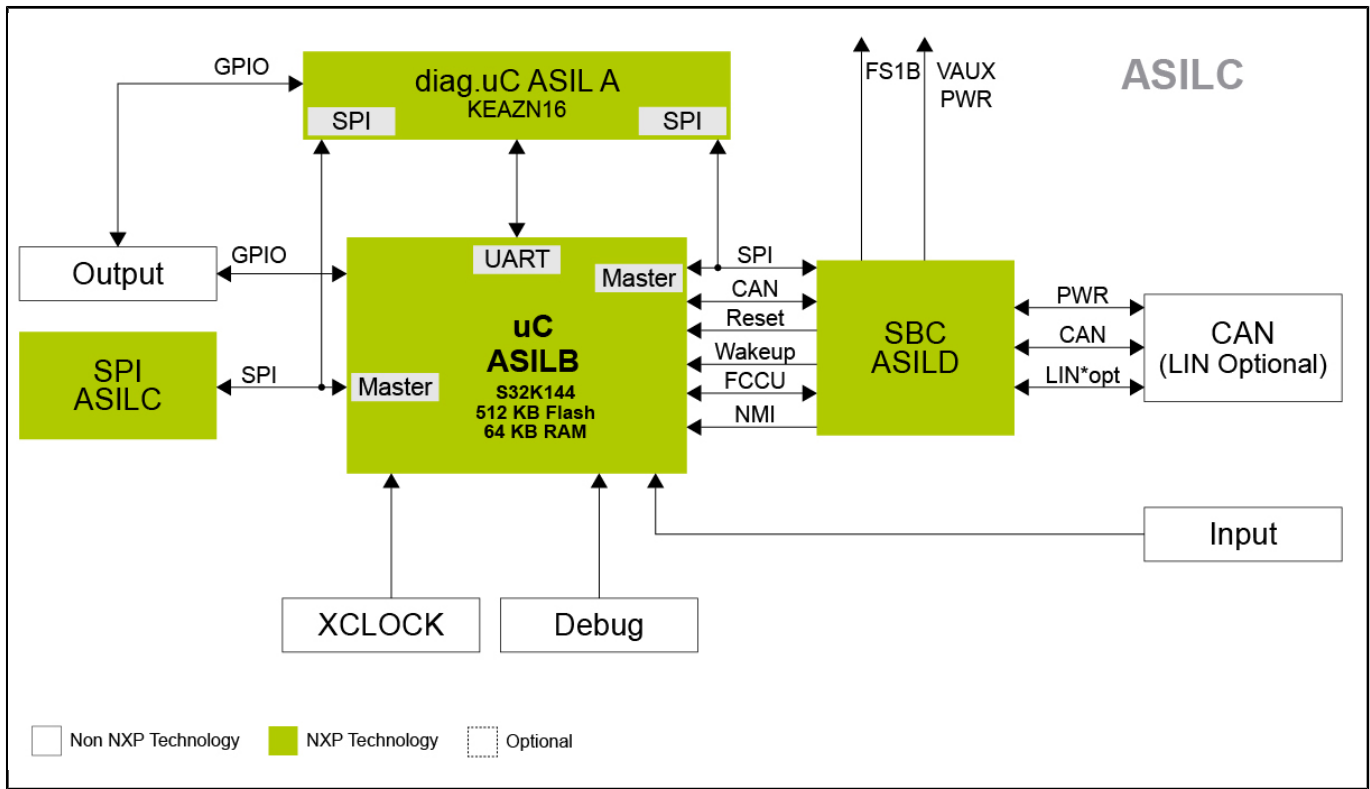 GPIO
diag.uC ASIL A
KEAZN16
SPI
SPI
FS1B
VAUX
PWR
ASILC
Output
GPIO
UART
Master
SPI
CAN
Reset
Wakeup
FCCU
NMI
uC
ASILB
S32K144
512 KB Flash
64 KB RAM
SBC
ASILD
PWR
CAN
LIN*opt
CAN
(LIN Optional)
SPI
ASILC
SPI
Master
Input
XCLOCK
Debug
Non NXP Technology
NXP Technology
Optional